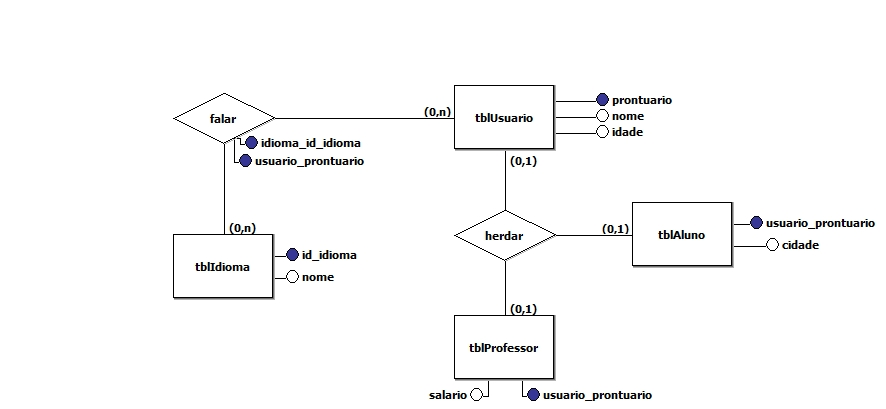 falar
(0,n)
tblUsuario
prontuario
nome
idade
idioma_id_idioma
usuario_prontuario
(0,1)
(0,n)
tblIdioma
id_idioma
nome
herdar
(0,1)
tblAluno
usuario_prontuario
cidade
(0,1)
tblProfessor
salario
usuario_prontuario